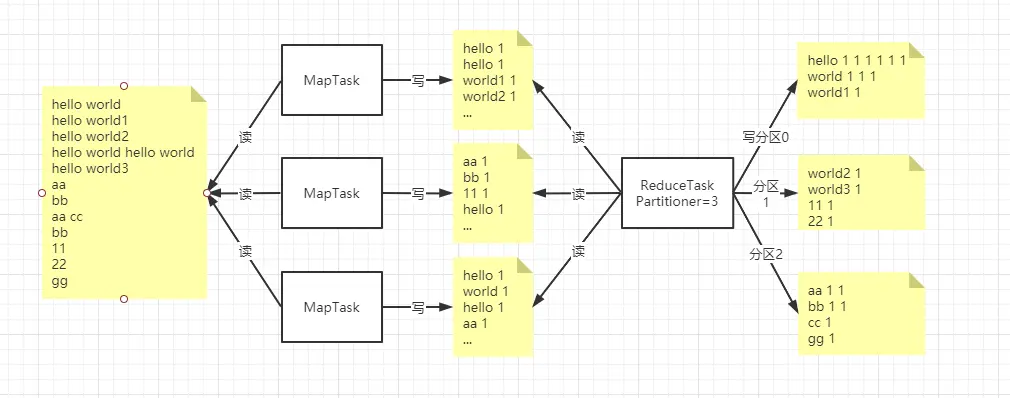 hello world
hello world1
hello world2
hello world hello world
hello world3
aa
bb
aa cc
bb
11
22
gg
读
读
读
MapTask
MapTask
MapTask
写
写
写
hello 1
hello 1
world1 1
world2 1
...
aa 1
bb 1
11 1
hello 1
...
hello 1
world 1
hello 1
aa 1
...
读
读
读
ReduceTask
Partitioner=3
写分区0
分区
1
分区2
hello 1 1 1 1 1 1
world 1 1 1
world1 1
world2 1
world3 1
11 1
22 1
aa 1 1
bb 1 1
cc 1
gg 1